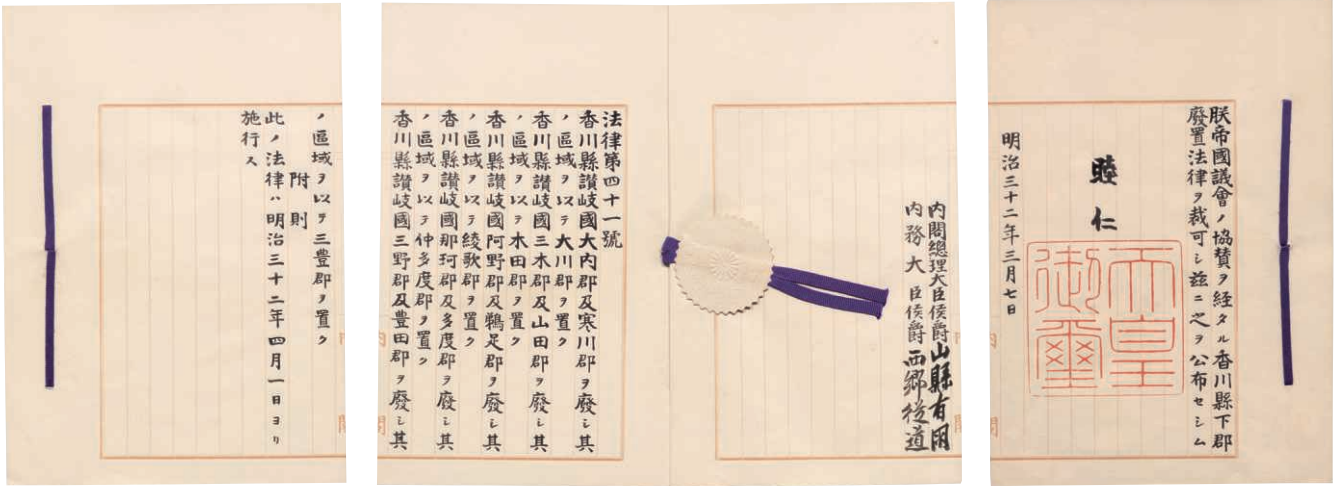 朕帝國議會ノ協賛ヲ経タル香川縣下郡
廢置法律ヲ裁可シ茲ニ之ヲ公布セシム
睦仁
天皇
御璽
明治三十二年三月七日
内閣總理大臣侯爵山縣有朋
内務大臣侯爵西郷従道
法律第四十一號
香川縣讃岐國大内郡及寒川郡ヲ廢シ其
ノ區域ヲ以テ大川郡ヲ置ク
香川縣讃岐國三木郡及山田郡ヲ廢シ其
ノ區域ヲ以テ木田郡ヲ置ク
香川縣讃岐國阿野郡及鵜足郡ヲ廢シ其
ノ區域ヲ以テ綾歌郡ヲ置ク
香川縣讃岐國那珂郡及多度郡ヲ廢シ其
ノ區域ヲ以テ仲多度郡ヲ置ク
香川縣讃岐國三野郡及豊田郡ヲ廢シ其
ノ區域ヲ以テ三豊郡ヲ置ク
附則
此ノ法律ハ明治三十二年四月一日ヨリ
施行ス